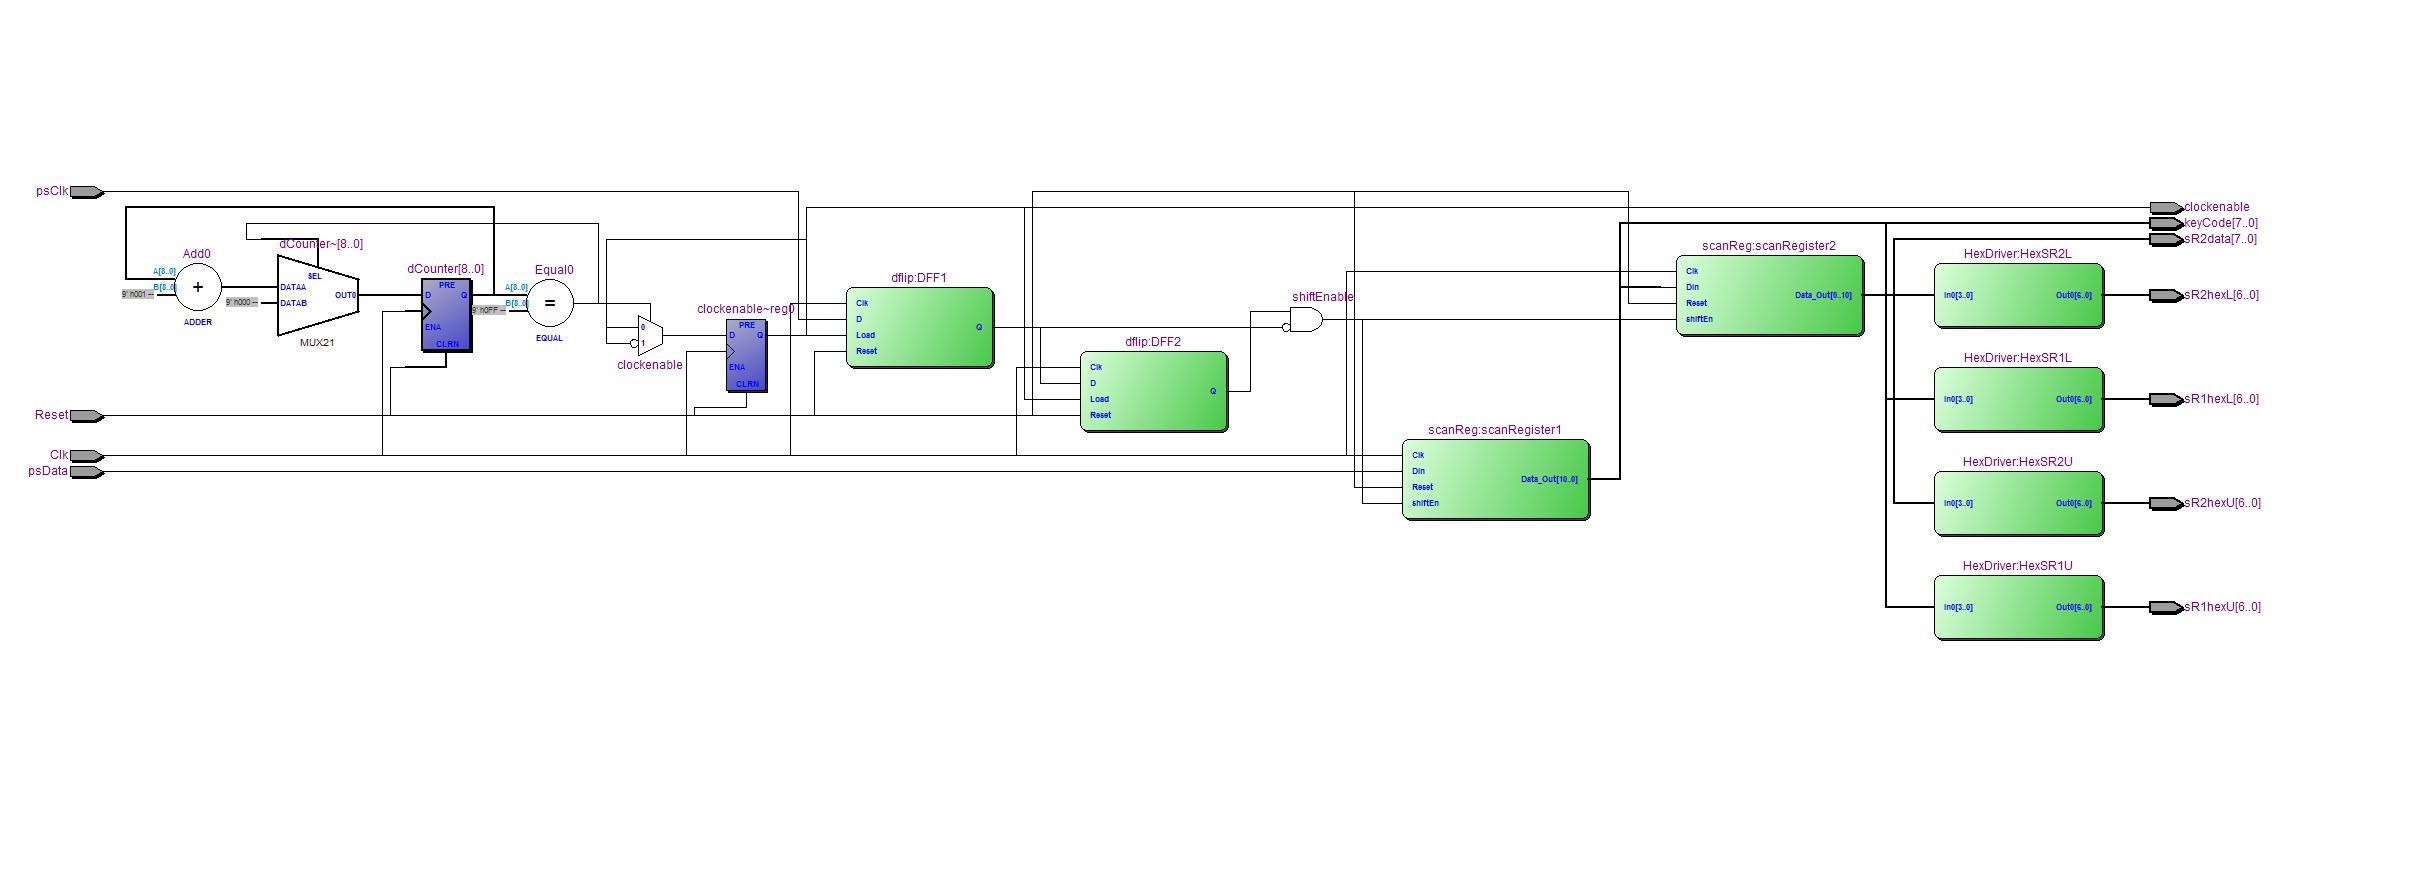 psClk
Reset
Clk
psData
Add0
A[8..0]
B[8..0]
9' h001 --
+
ADDER
dCounter~[8..0]
SEL
DATAA
DATAB
OUT0
9' h000 --
MUX21
dCounter[8..0]
PRE
D Q
ENA
CLRN
Equal0
A[8..0]
B[8..0]
9' h0FF --
=
EQUAL
0
1
clockenable
clockenable~reg0
PRE
D Q
ENA
CLRN
dflip:DFF1
Clk
D
Load
Reset
Q
dflip:DFF2
Clk
D
Load
Reset
Q
shiftEnable
scanReg:scanRegister1
Clk
Din
Reset
shiftEn
Data_Out[10..0]
scanReg:scanRegister2
Clk
Din
Reset
shiftEn
Data_Out[0..10]
HexDriver:HexSR2L
In0[3..0] Out0[6..0]
HexDriver:HexSR1L
In0[3..0] Out0[6..0]
HexDriver:HexSR2U
In0[3..0] Out0[6..0]
HexDriver:HexSR1U
In0[3..0] Out0[6..0]
clockenable
keyCode[7..0]
sR2data[7..0]
sR2hexL[6..0]
sR1hexL[6..0]
sR2hexU[6..0]
sR1hexU[6..0]